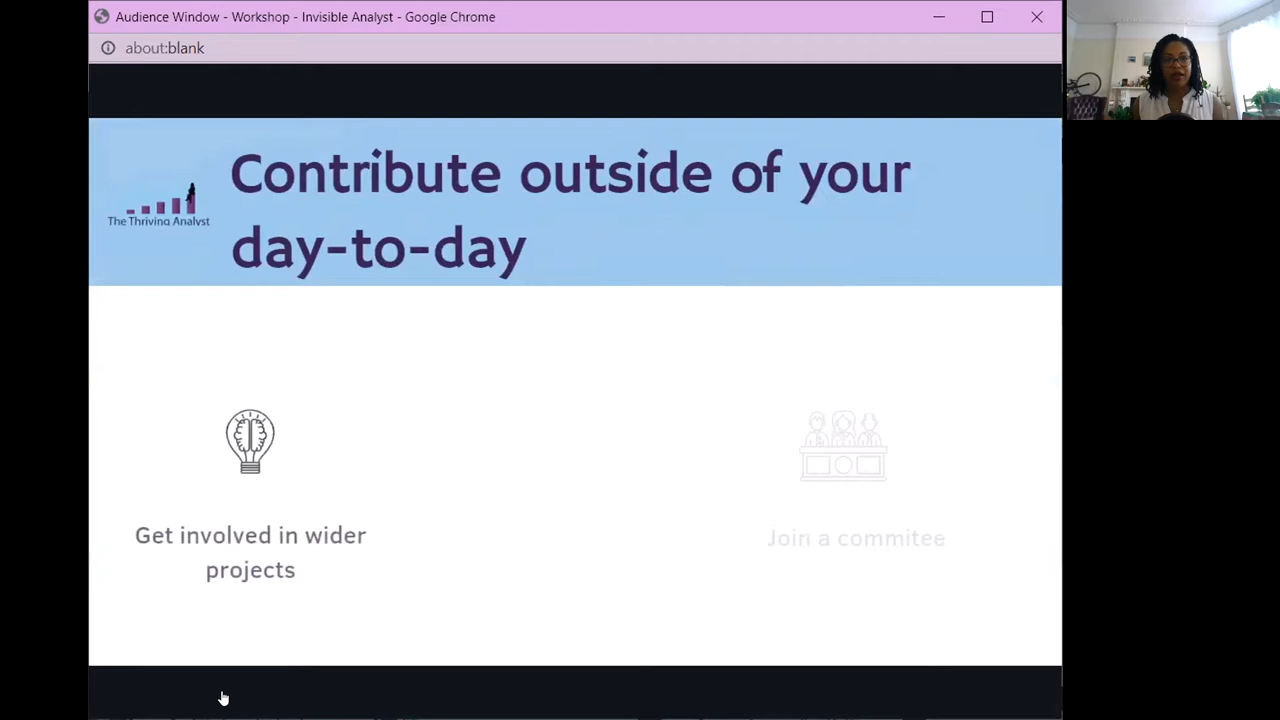 Audience Window - Workshop - Invisible Analyst - Google Chrome
about:blank
Contribute outside of your
day-to-day
The Thriving Analyst
Get involved in wider
projects
Join a commitee